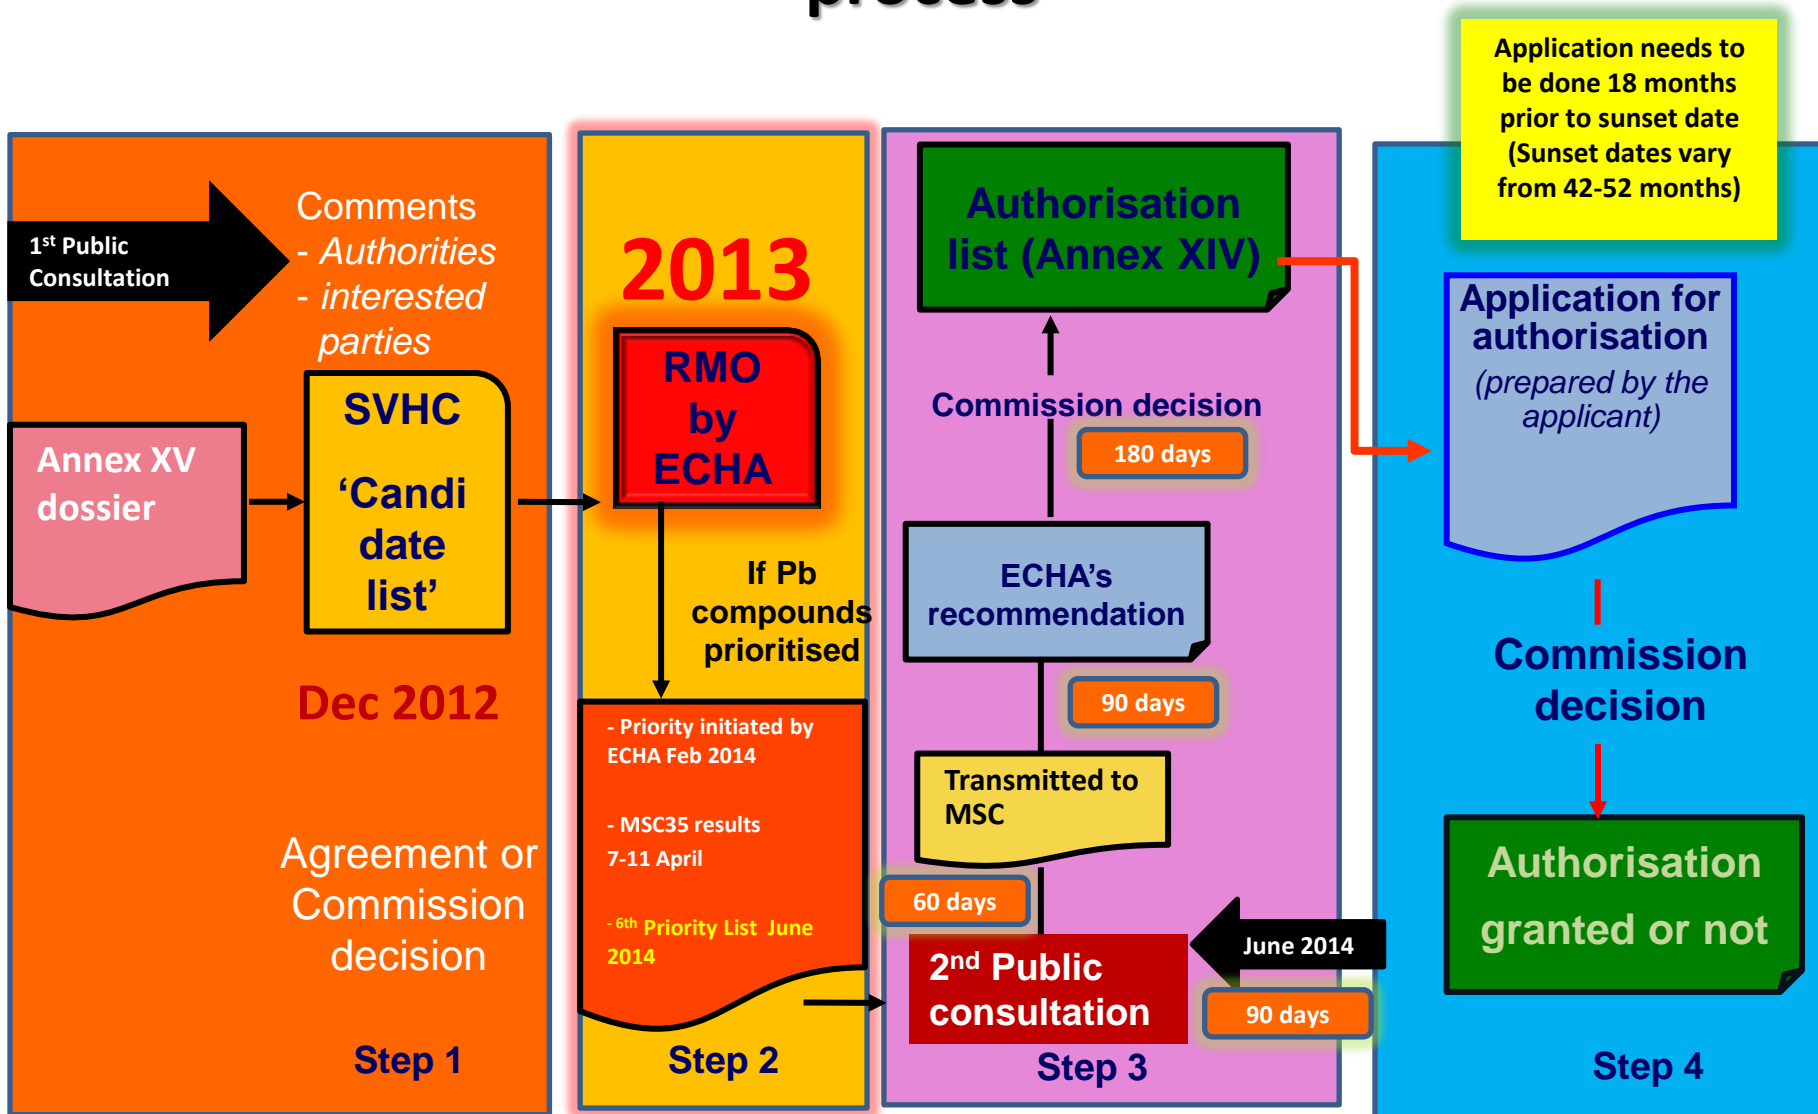 process
Application needs to
be done 18 months
prior to sunset date
(Sunset dates vary
from 42-52 months)
1st Public
Consultation
Comments
- Authorities
- interested
parties
Annex XV
dossier
SVHC
‘Candi
date
list’
Dec 2012
Agreement or
Commission
decision
Step 1
2013
RMO
by
ECHA
If Pb
compounds
prioritised
- Priority initiated by
ECHA Feb 2014
- MSC35 results
7-11 April
- 6th Priority List June
2014
Step 2
Authorisation
list (Annex XIV)
Commission decision
180 days
ECHA’s
recommendation
90 days
Transmitted to
MSC
60 days
2nd Public
consultation
June 2014
90 days
Step 3
Application for
authorisation
(prepared by the
applicant)
Commission
decision
Authorisation
granted or not
Step 4